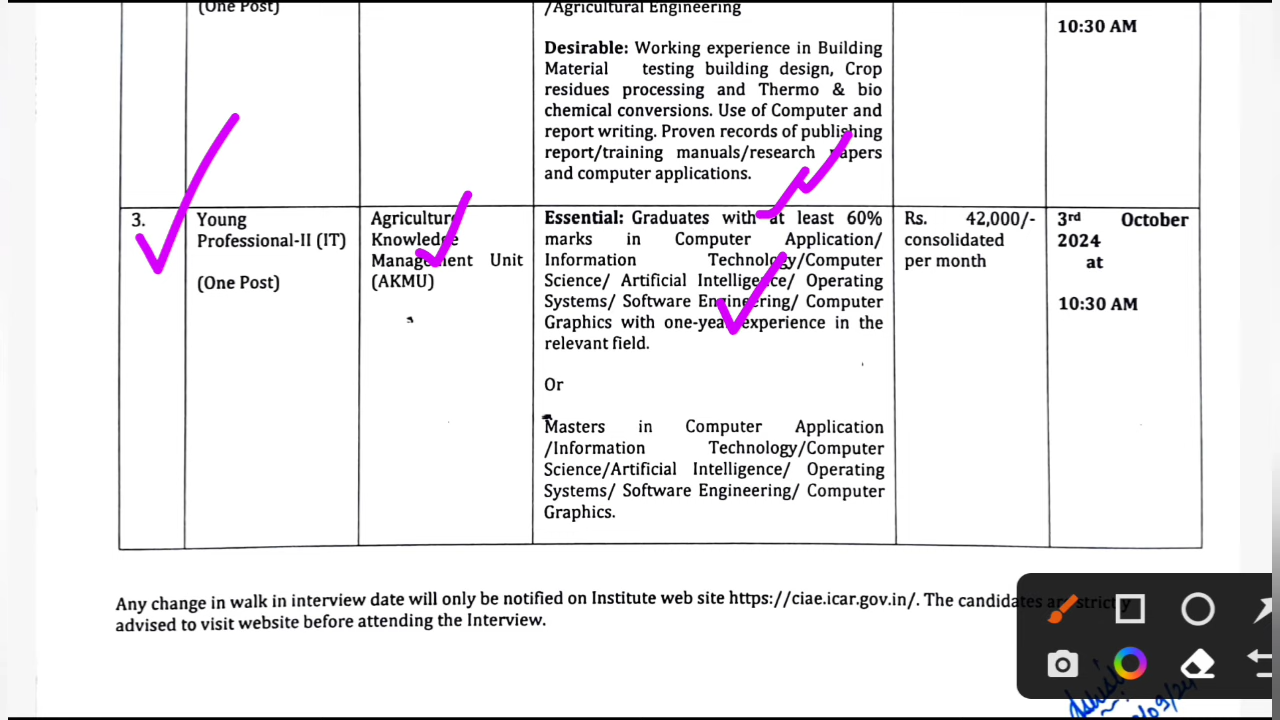 (One Post)
/Agricultural Engineering
10:30 AM
Desirable: Working experience in Building
Material testing building design, Crop
residues processing and Thermo & bio
chemical conversions. Use of Computer and
report writing. Proven records of publishing
report/training manuals/research papers
and computer applications.
3.
Young
Professional-II (IT)
(One Post)
Agriculture
Knowledge
Management Unit
(AKMU)
Essential: Graduates with at least 60%
marks in Computer Application/
Information Technology/Computer
Science/ Artificial Intelligence/ Operating
Systems/ Software Engineering/ Computer
Graphics with one-year experience in the
relevant field.
Or
Masters in Computer Application
/Information Technology/Computer
Science/Artificial Intelligence/ Operating
Systems/ Software Engineering/ Computer
Graphics.
Rs. 42,000/-
consolidated
per month
3rd October
2024
at
10:30 AM
Any change in walk in interview date will only be notified on Institute web site https://ciae.icar.gov.in/. The candidates are strictly
advised to visit website before attending the Interview.